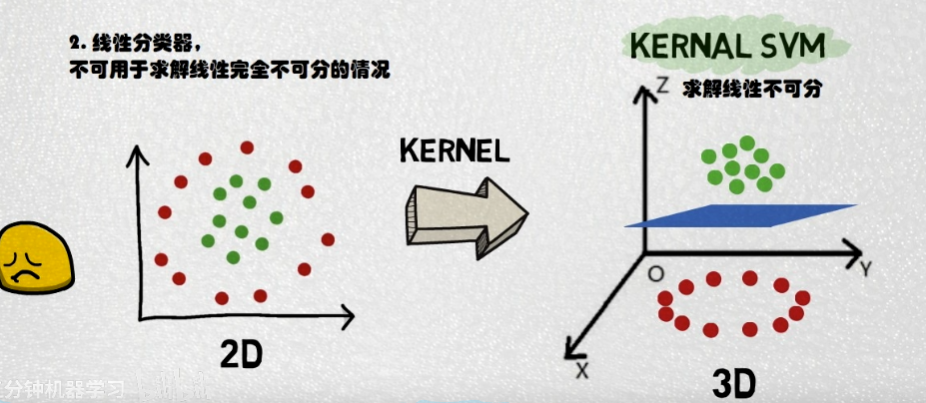 2. 线性分类器，
不可用于求解线性完全不可分的情况
KERNAL SVM
Z
求解线性不可分
KERNEL
O
Y
X
2D
3D
分钟机器学习